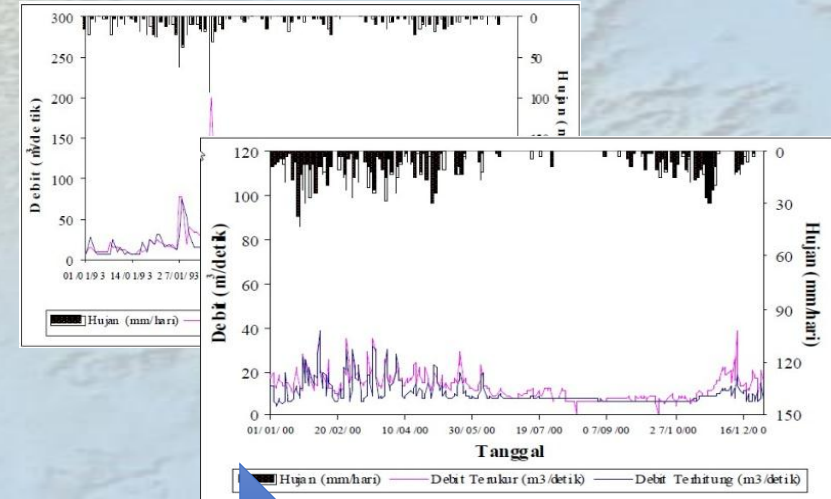 300
250
200
150
100
50
0
Debit (m³/detik)
0
50
100
Hujan (m
01/01/93 14/01/93 27/01/93
Hujan (mm/hari)
120
100
80
60
40
20
0
Debit (m³/detik)
0
30
60
90
120
150
Hujan (mm/hari)
01/01/00 20/02/00 10/04/00 30/05/00 19/07/00 07/09/00 27/10/00 16/12/00
Tanggal
Hujan (mm/hari) Debit Terukur (m3/detik) Debit Terhitung (m3/detik)